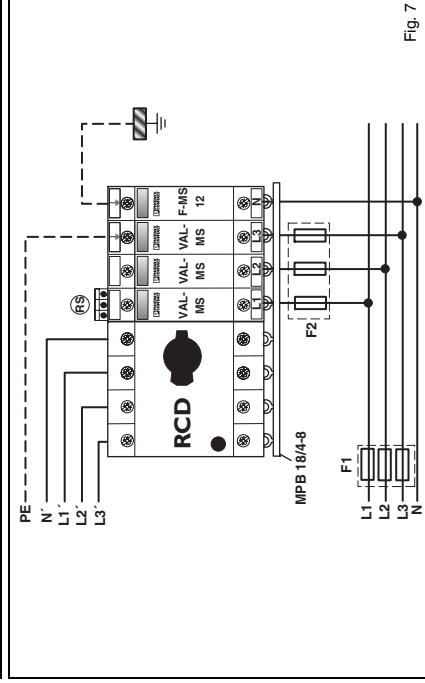 Fig. 7
PE
N´
L1´
L2´
L3´
RS
RCD
VAL-
MS
VAL-
MS
VAL-
MS
F-MS
12
L1
L2
L3
N
MPB 18/4-8
F2
F1
L1
L2
L3
N